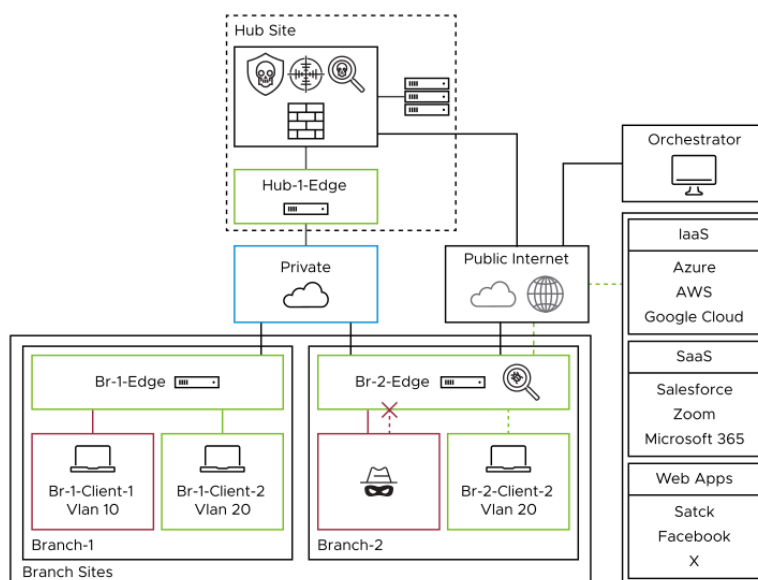 Hub Site
Hub-1-Edge
Private
Public Internet
Orchestrator
IaaS
Azure
AWS
Google Cloud
SaaS
Salesforce
Zoom
Microsoft 365
Web Apps
Satck
Facebook
X
Br-1-Edge
Br-1-Client-1
Vlan 10
Br-1-Client-2
Vlan 20
Branch-1
Br-2-Edge
Br-2-Client-2
Vlan 20
Branch-2
Branch Sites